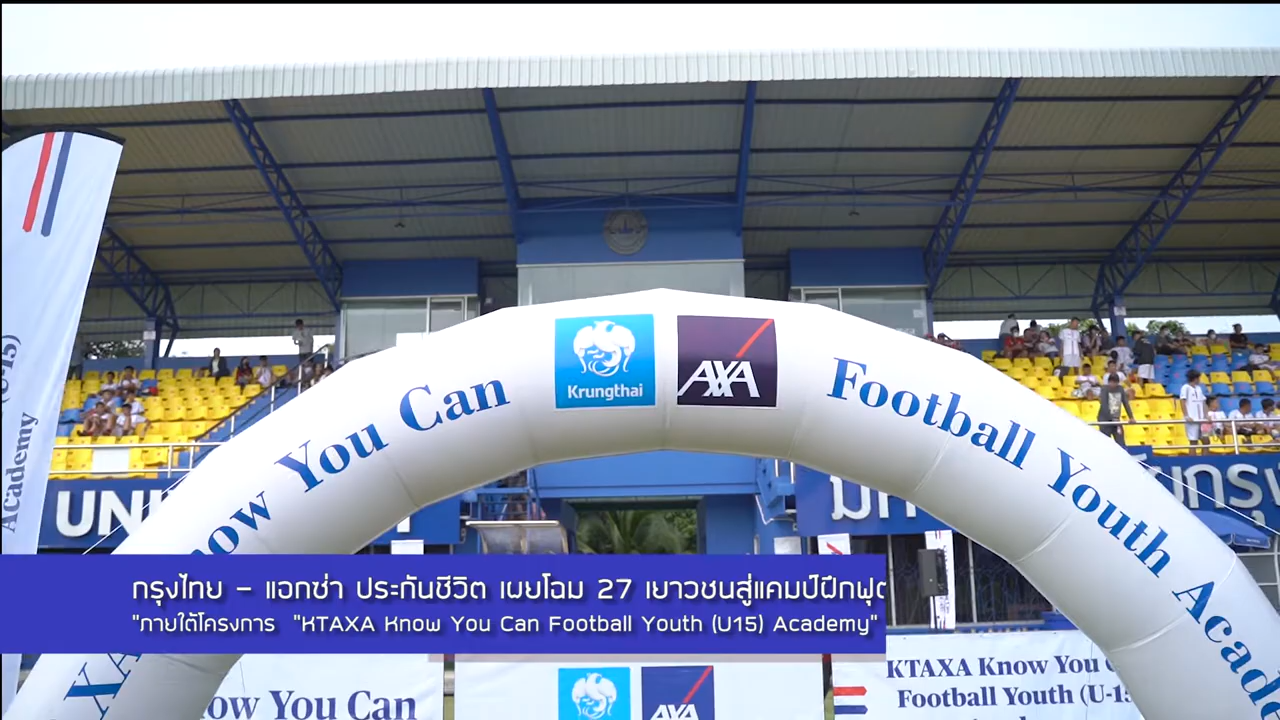 Krungthai
AXA
Know You Can
Football Youth Academy
(U-15)
Academy
กรุงไทย – แอกซ่า ประกันชีวิต เผยโฉม 27 เยาวชนสู่แคมป์ฝึกฟุต
"ภายใต้โครงการ "KTAXA Know You Can Football Youth (U15) Academy"
KTAXA Know You
Football Youth (U-15
now You Can
AXA